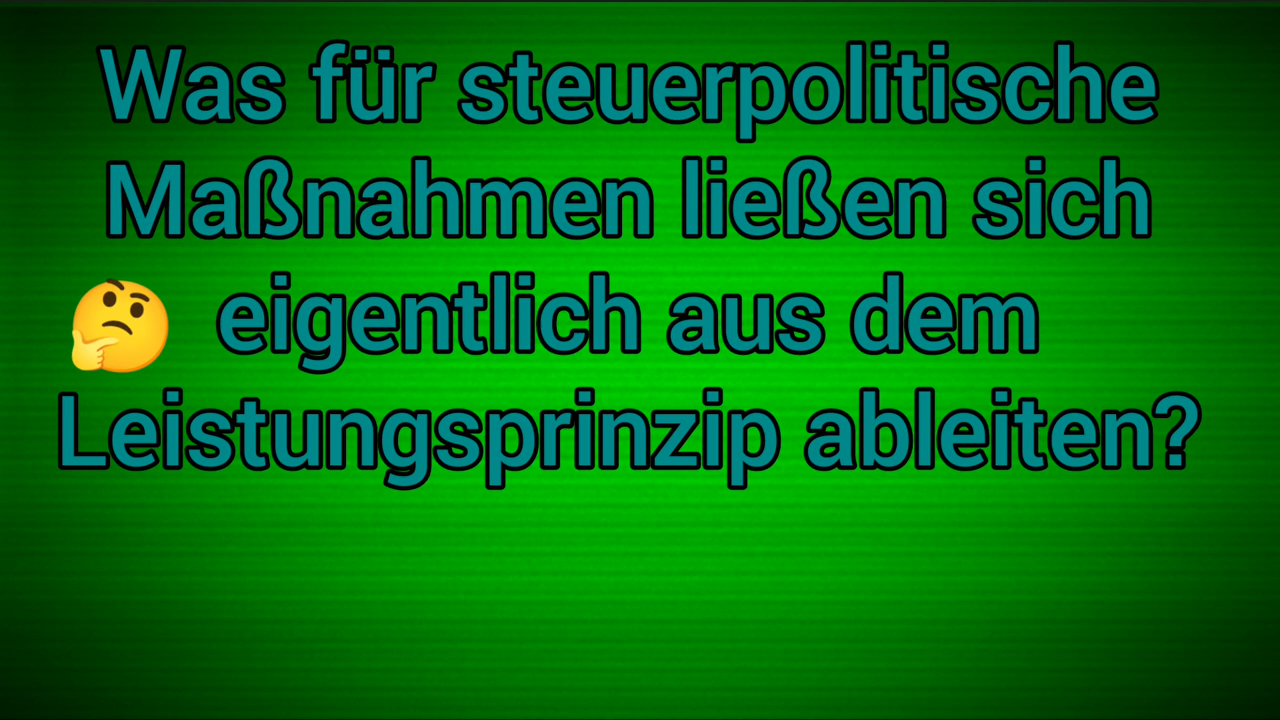 Was für steuerpolitische
Maßnahmen ließen sich
🤔 eigentlich aus dem
Leistungsprinzip ableiten?